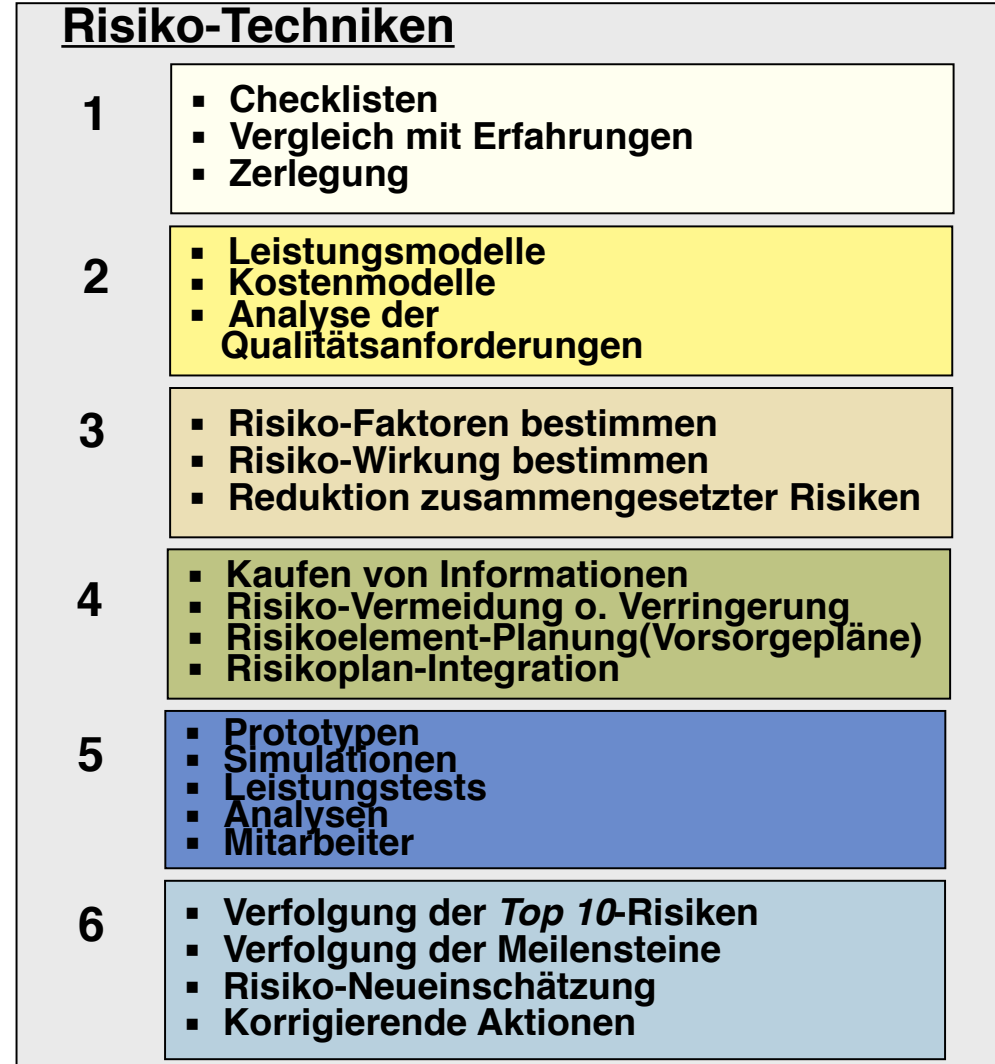 Risiko-Techniken
1
▪ Checklisten
▪ Vergleich mit Erfahrungen
▪ Zerlegung
2
▪ Leistungsmodelle
▪ Kostenmodelle
▪ Analyse der
Qualitätsanforderungen
3
▪ Risiko-Faktoren bestimmen
▪ Risiko-Wirkung bestimmen
▪ Reduktion zusammengesetzter Risiken
4
▪ Kaufen von Informationen
▪ Risiko-Vermeidung o. Verringerung
▪ Risikoelement-Planung(Vorsorgepläne)
▪ Risikoplan-Integration
5
▪ Prototypen
▪ Simulationen
▪ Leistungstests
▪ Analysen
▪ Mitarbeiter
6
▪ Verfolgung der Top 10-Risiken
▪ Verfolgung der Meilensteine
▪ Risiko-Neueinschätzung
▪ Korrigierende Aktionen